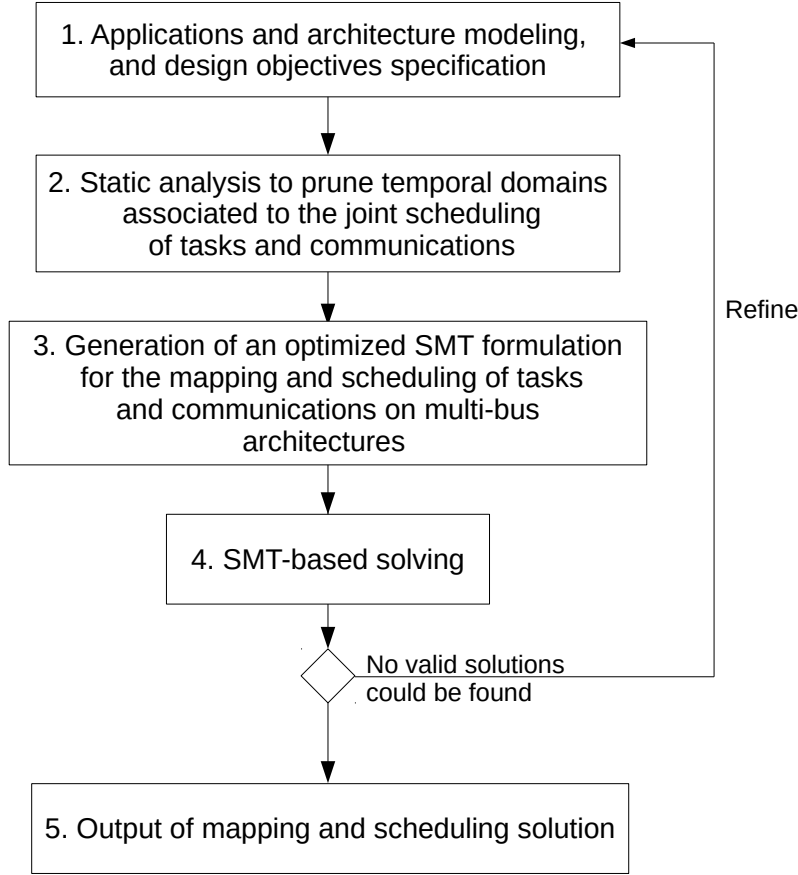 1. Applications and architecture modeling,
and design objectives specification
2. Static analysis to prune temporal domains
associated to the joint scheduling
of tasks and communications
Refine
3. Generation of an optimized SMT formulation
for the mapping and scheduling of tasks
and communications on multi-bus
architectures
4. SMT-based solving
No valid solutions
could be found
5. Output of mapping and scheduling solution